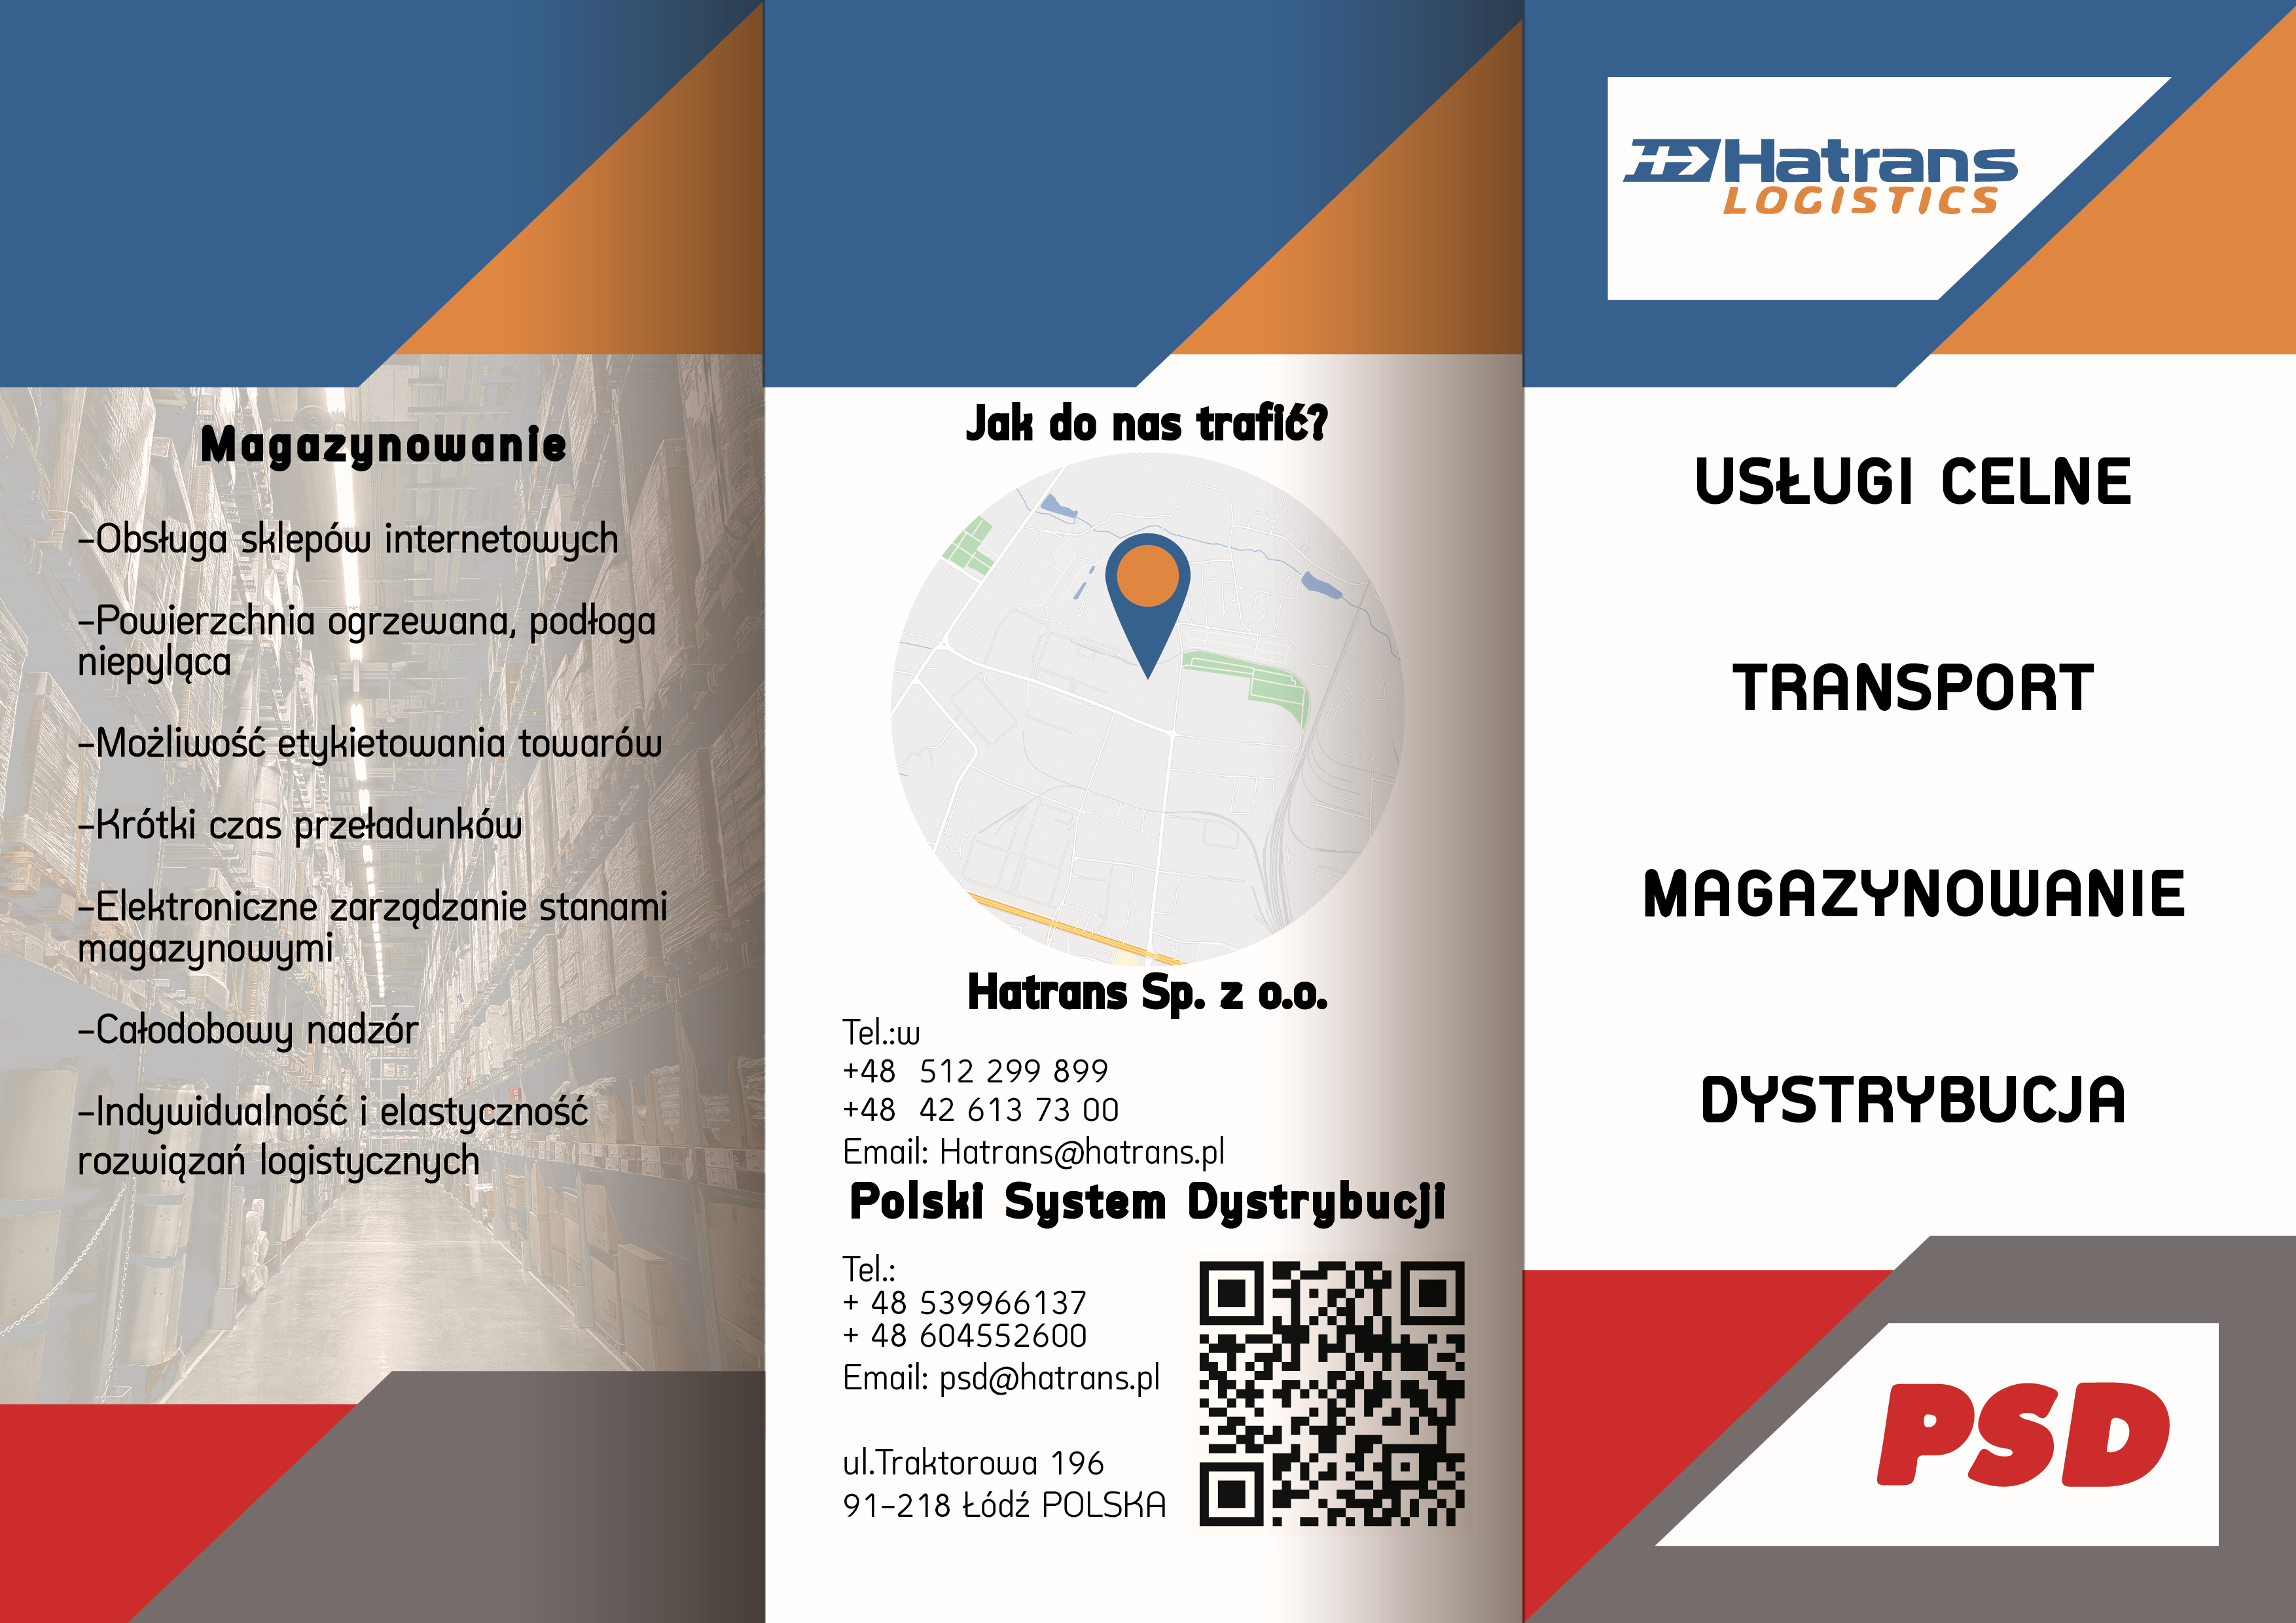 Magazynowanie
-Obsługa sklepów internetowych
-Powierzchnia ogrzewana, podłoga
niepyląca
-Możliwość etykietowania towarów
-Krótki czas przeładunków
-Elektroniczne zarządzanie stanami
magazynowymi
-Całodobowy nadzór
-Indywidualność i elastyczność
rozwiązań logistycznych
Jak do nas trafić?
Hatrans Sp. z o.o.
Tel.:w
+48 512 299 899
+48 42 613 73 00
Email: Hatrans@hatrans.pl
Polski System Dystrybucji
Tel.:
+ 48 539966137
+ 48 604552600
Email: psd@hatrans.pl
ul.Traktorowa 196
91-218 Łódź POLSKA
Hatrans
LOGISTICS
USŁUGI CELNE
TRANSPORT
MAGAZYNOWANIE
DYSTRYBUCJA
PSD